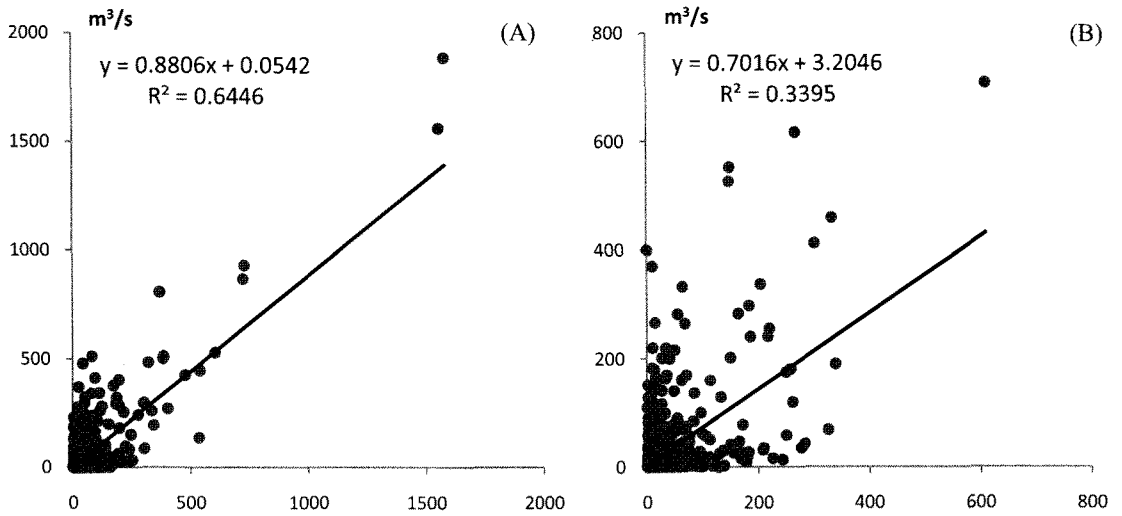 m³/s
(A)
y = 0.8806x + 0.0542
R² = 0.6446
2000
1500
1000
500
0
0 500 1000 1500 2000
m³/s
(B)
y = 0.7016x + 3.2046
R² = 0.3395
800
600
400
200
0
0 200 400 600 800